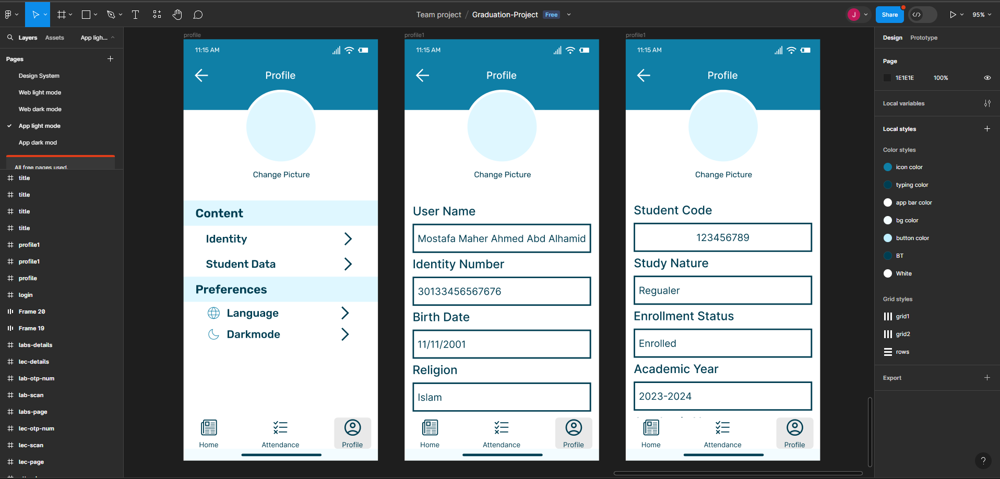 Team project / Graduation-Project Free
J
Share
95%
Layers Assets App ligh...
Pages
Design System
Web light mode
Web dark mode
App light mode
App dark mod
All free pages used.
title
title
title
title
profile1
profile1
profile
login
Frame 20
Frame 19
labs-details
lec-details
lab-otp-num
lab-scan
labs-page
lec-otp-num
lec-scan
lec-page
profile
11:15 AM
Profile
Change Picture
Content
Identity
Student Data
Preferences
Language
Darkmode
Home Attendance Profile
profile1
11:15 AM
Profile
Change Picture
User Name
Mostafa Maher Ahmed Abd Alhamid
Identity Number
30133456567676
Birth Date
11/11/2001
Religion
Islam
Home Attendance Profile
profile1
11:15 AM
Profile
Change Picture
Student Code
123456789
Study Nature
Regualer
Enrollment Status
Enrolled
Academic Year
2023-2024
Home Attendance Profile
Design Prototype
Page
1E1E1E 100%
Local variables
Local styles
Color styles
icon color
typing color
app bar color
bg color
button color
BT
White
Grid styles
grid1
grid2
rows
Export
?